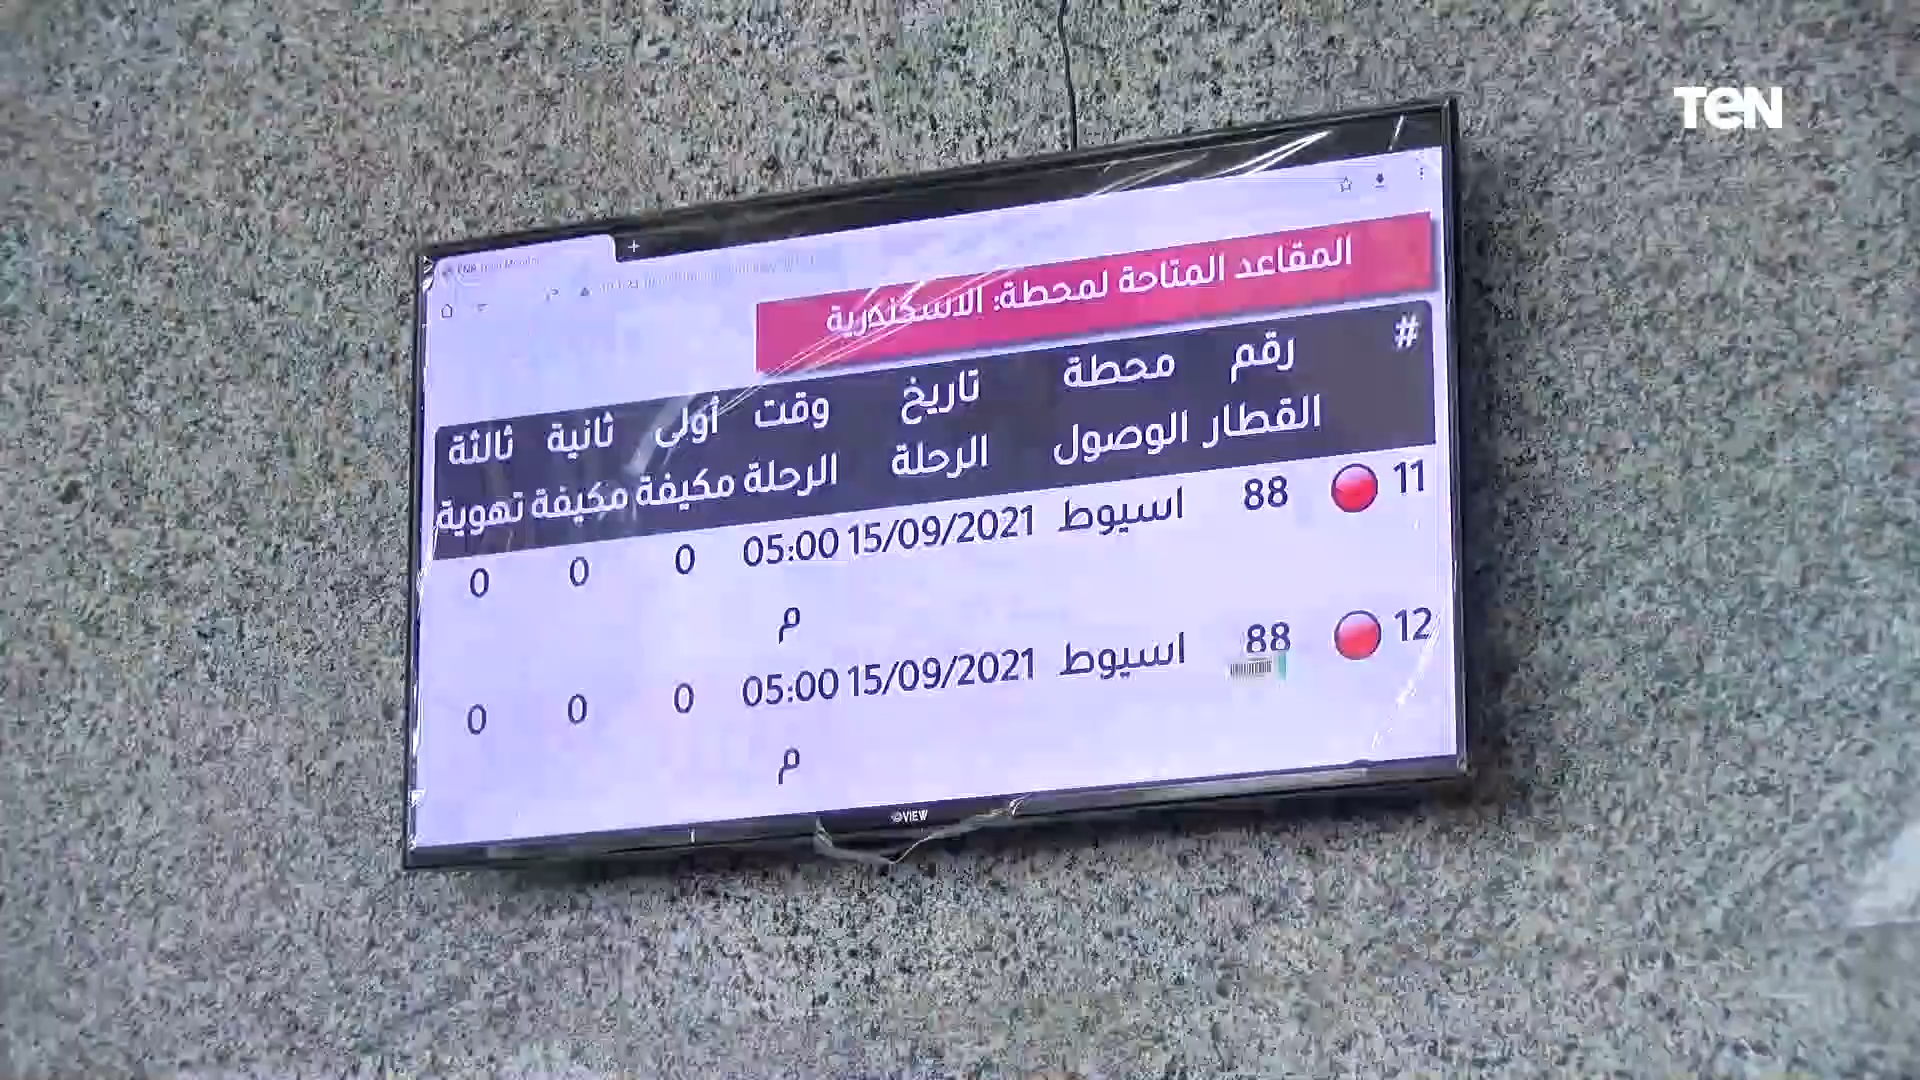 TEN
المقاعد المتاحة لمحطة: الاسكندرية
# رقم القطار محطة الوصول تاريخ الرحلة وقت الرحلة أولى مكيفة ثانية مكيفة ثالثة تهوية
11 88 اسيوط 15/09/2021 05:00 م 0 0 0
12 88 اسيوط 15/09/2021 05:00 م 0 0 0
VIEW